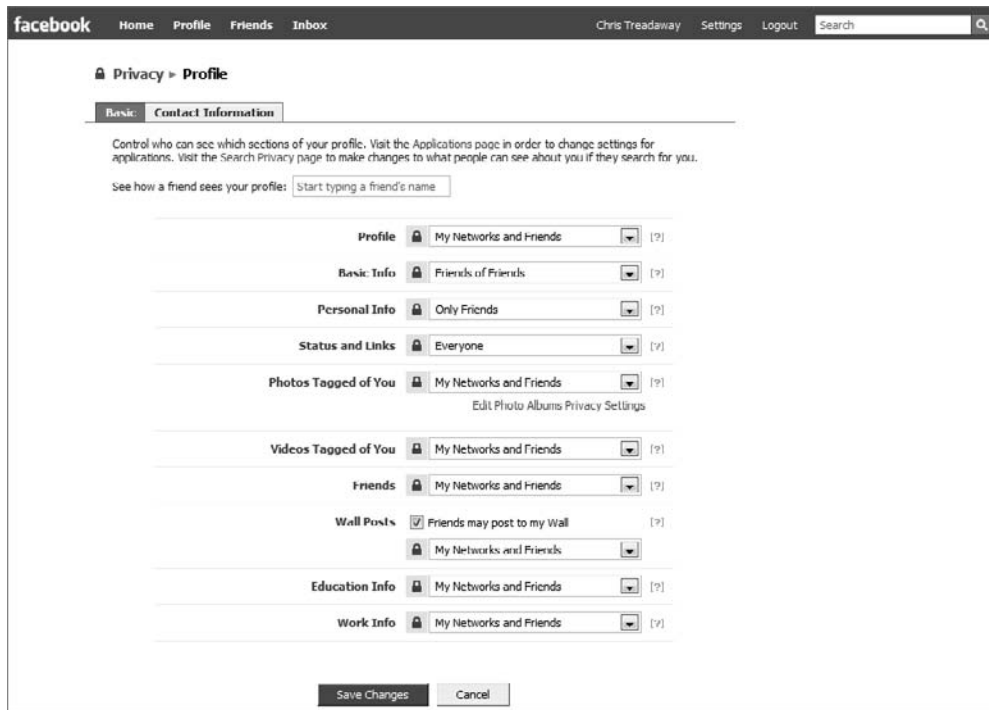 facebook Home Profile Friends Inbox Chris Treadaway Settings Logout Search
Privacy ▸ Profile
Basic Contact Information
Control who can see which sections of your profile. Visit the Applications page in order to change settings for
applications. Visit the Search Privacy page to make changes to what people can see about you if they search for you.
See how a friend sees your profile: Start typing a friend's name
Profile My Networks and Friends [?]
Basic Info Friends of Friends [?]
Personal Info Only Friends [?]
Status and Links Everyone [?]
Photos Tagged of You My Networks and Friends [?]
Edit Photo Albums Privacy Settings
Videos Tagged of You My Networks and Friends [?]
Friends My Networks and Friends [?]
Wall Posts Friends may post to my Wall [?]
My Networks and Friends
Education Info My Networks and Friends [?]
Work Info My Networks and Friends [?]
Save Changes Cancel